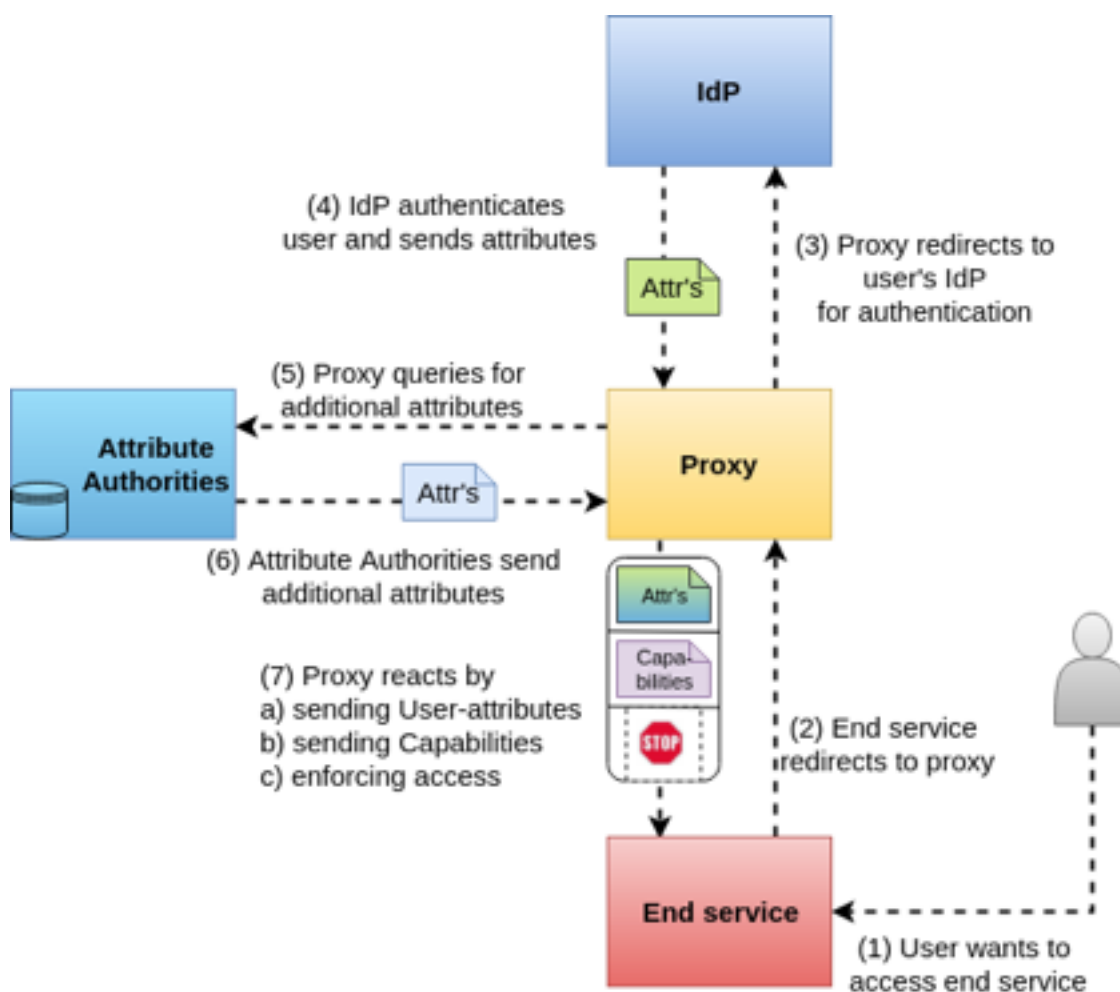 IdP
(4) IdP authenticates
user and sends attributes
(3) Proxy redirects to
user's IdP
for authentication
Attr's
(5) Proxy queries for
additional attributes
Attribute
Authorities
Proxy
Attr's
(6) Attribute Authorities send
additional attributes
Attr's
Capa-
bilities
(7) Proxy reacts by
a) sending User-attributes
b) sending Capabilities
c) enforcing access
STOP
(2) End service
redirects to proxy
End service
(1) User wants to
access end service